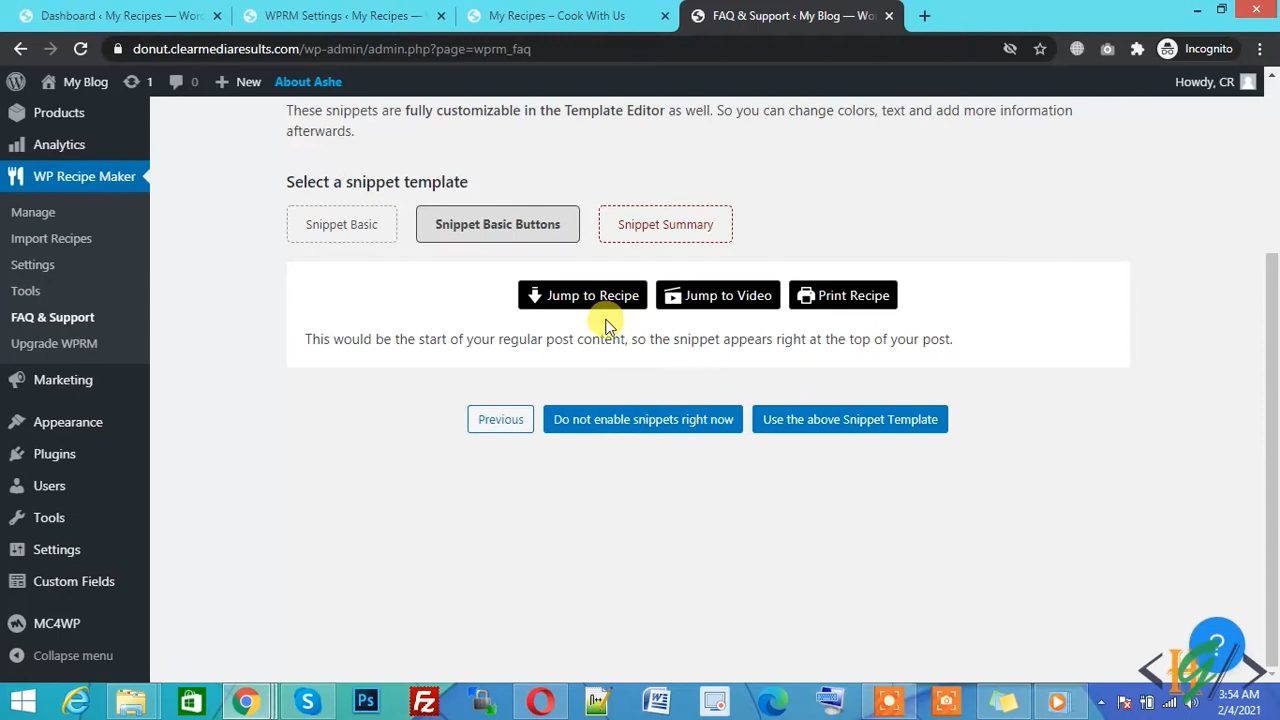 Dashboard ‹ My Recipes — Worc
WPRM Settings ‹ My Recipes —
My Recipes – Cook With Us
FAQ & Support ‹ My Blog — Wor
donut.clearmediaresults.com/wp-admin/admin.php?page=wprm_faq
Incognito
My Blog
1
0
New
About Ashe
Howdy, CR
Products
Analytics
WP Recipe Maker
Manage
Import Recipes
Settings
Tools
FAQ & Support
Upgrade WPRM
Marketing
Appearance
Plugins
Users
Tools
Settings
Custom Fields
MC4WP
Collapse menu
These snippets are fully customizable in the Template Editor as well. So you can change colors, text and add more information
afterwards.
Select a snippet template
Snippet Basic
Snippet Basic Buttons
Snippet Summary
Jump to Recipe
Jump to Video
Print Recipe
This would be the start of your regular post content, so the snippet appears right at the top of your post.
Previous
Do not enable snippets right now
Use the above Snippet Template
?
3:54 AM
2/4/2021